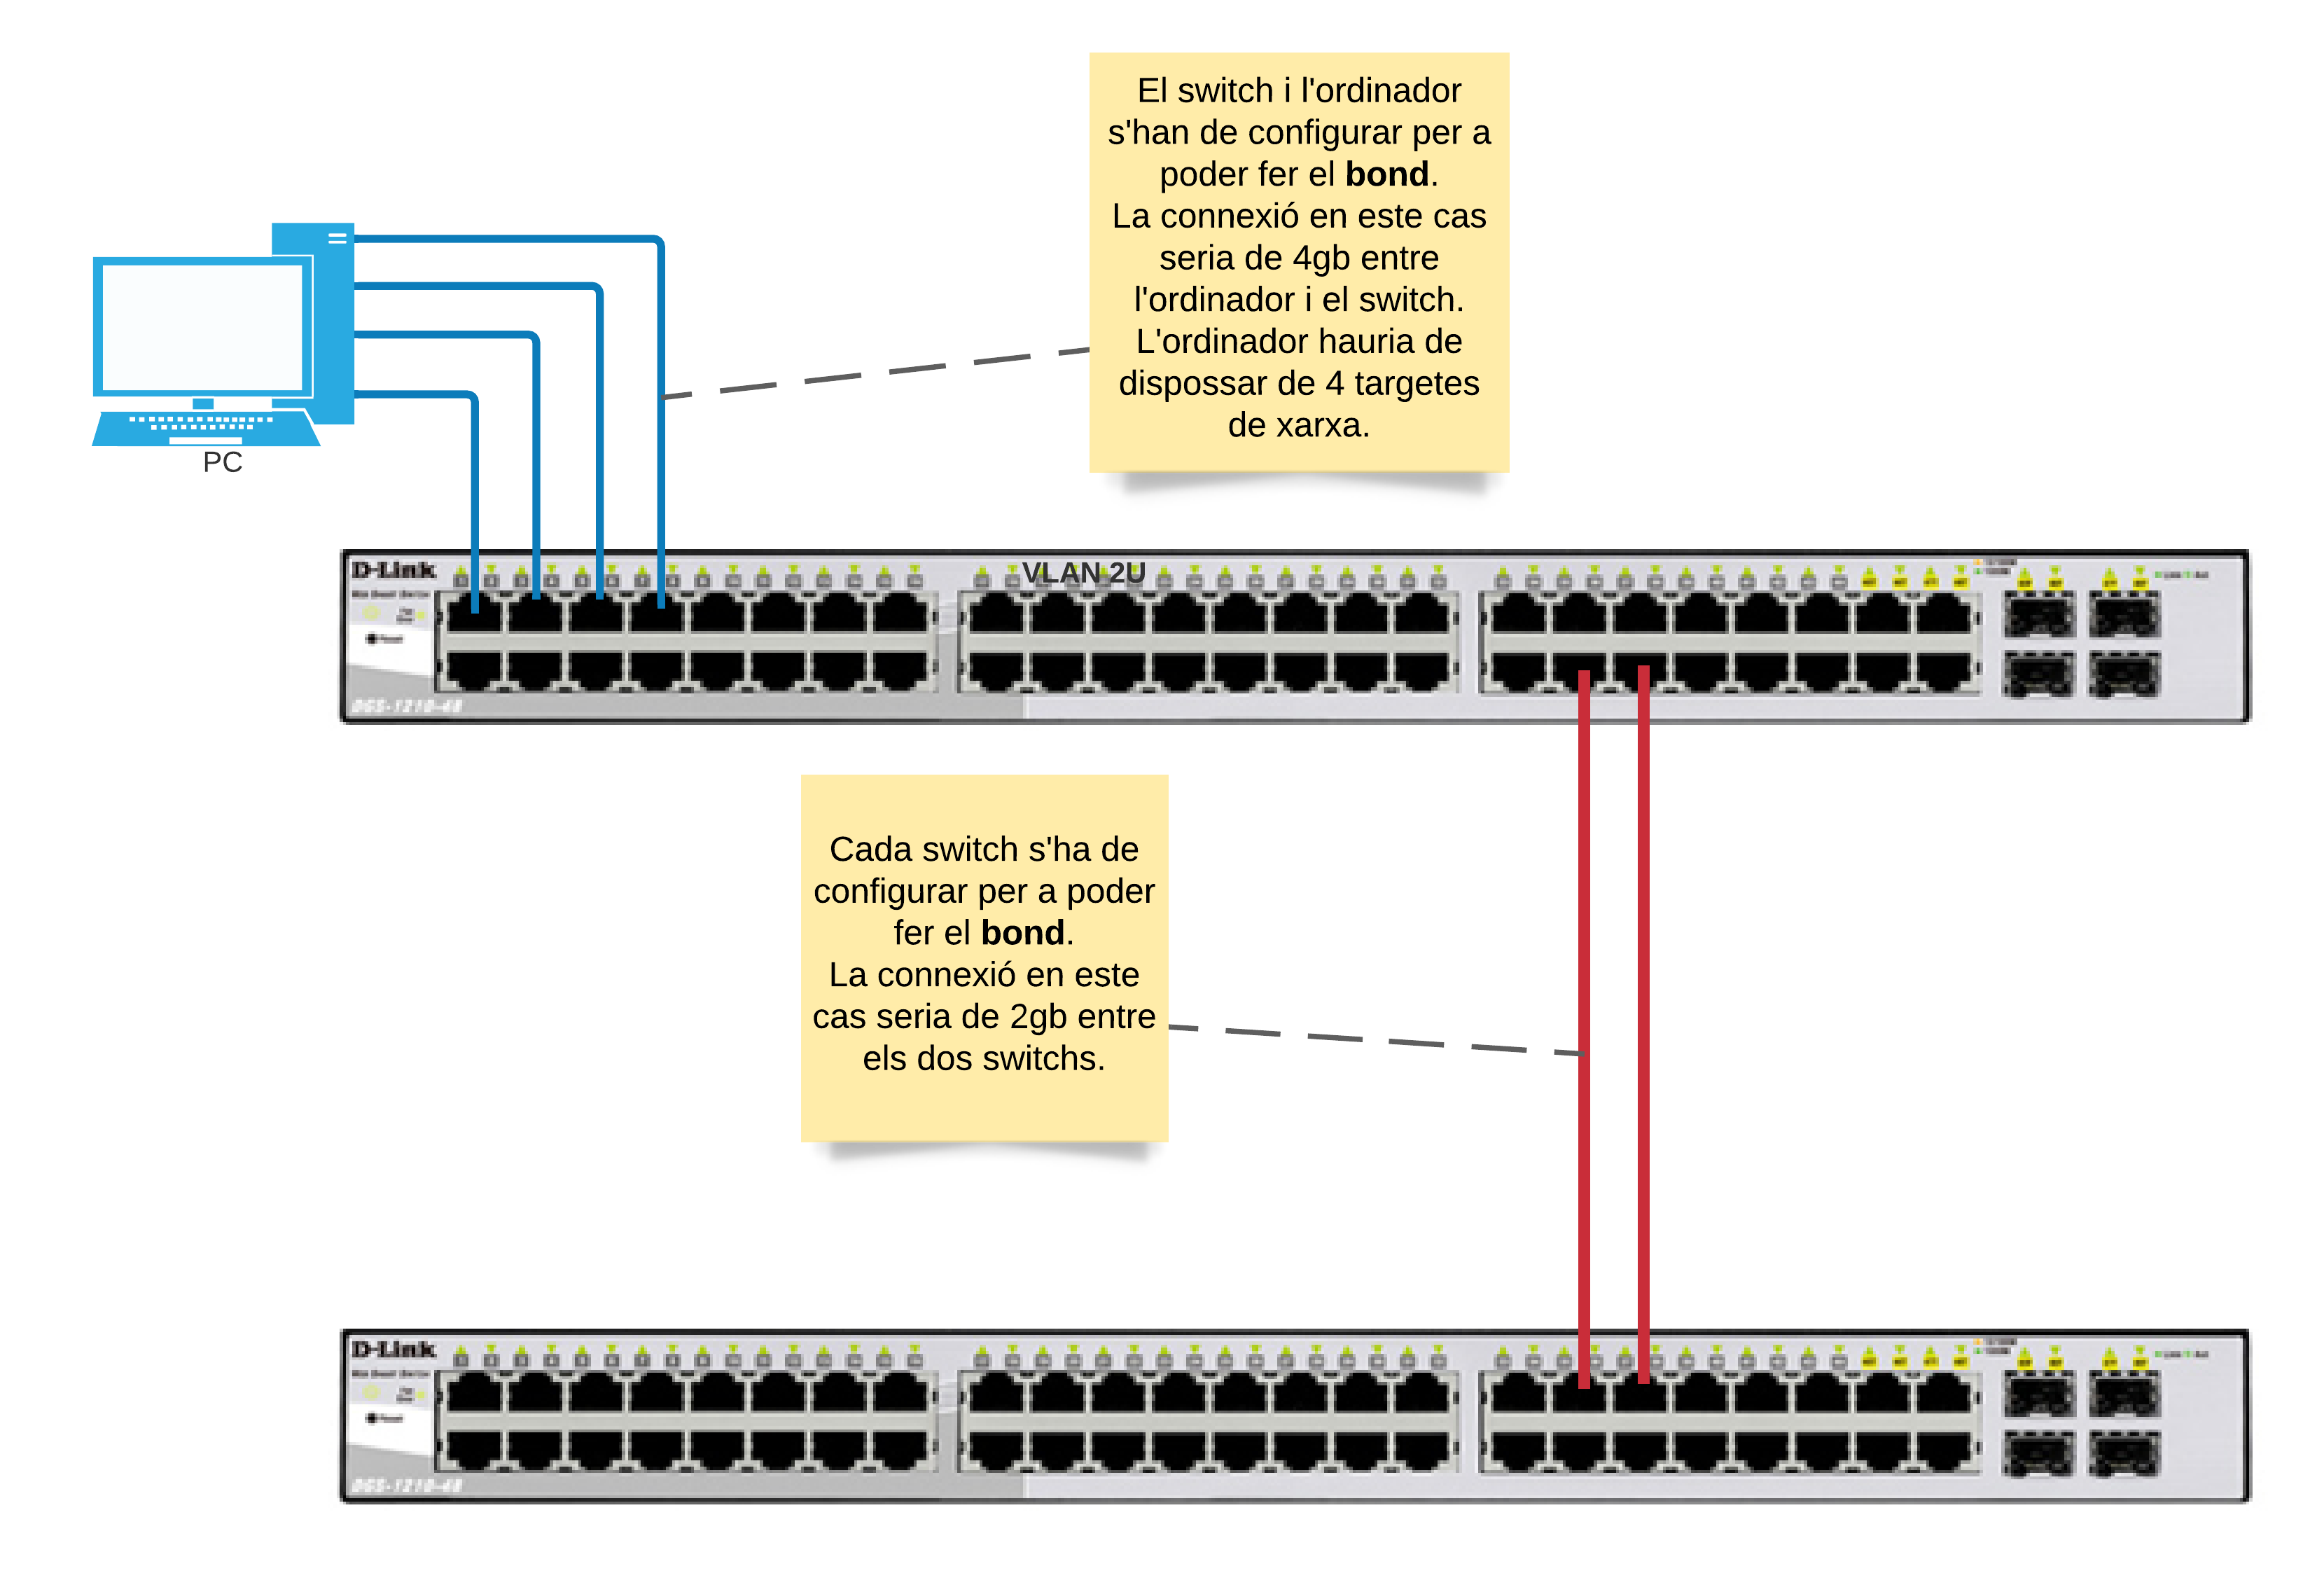 El switch i l'ordinador
s'han de configurar per a
poder fer el bond.
La connexió en este cas
seria de 4gb entre
l'ordinador i el switch.
L'ordinador hauria de
dispossar de 4 targetes
de xarxa.
PC
D-Link
VLAN 2U
Reset
DGS-1210-48
Cada switch s'ha de
configurar per a poder
fer el bond.
La connexió en este
cas seria de 2gb entre
els dos switchs.
D-Link
Reset
DGS-1210-48